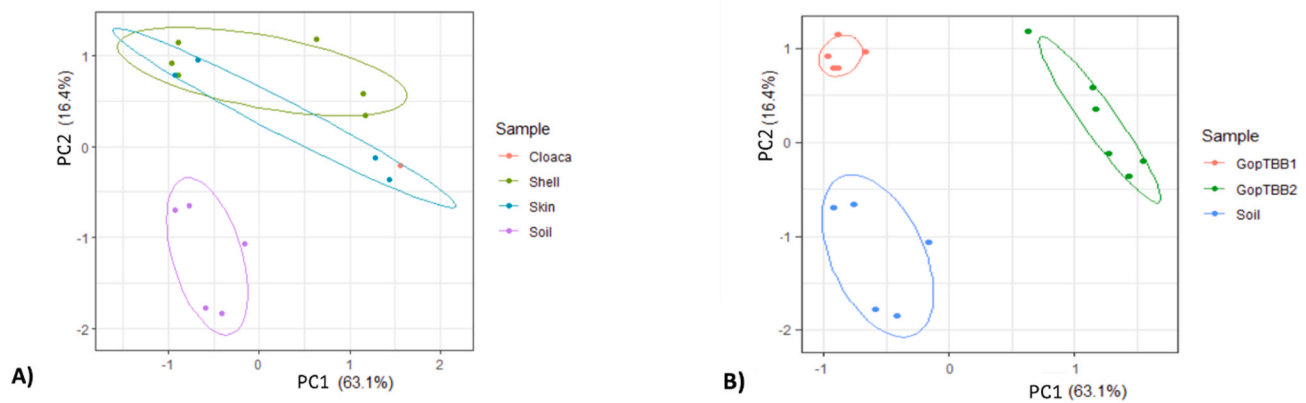 1
0
-1
-2
PC2 (16.4%)
-1
0
1
2
PC1 (63.1%)
Sample
Cloaca
Shell
Skin
Soil
A)
1
0
-1
-2
PC2 (16.4%)
-1
0
1
PC1 (63.1%)
Sample
GopTBB1
GopTBB2
Soil
B)